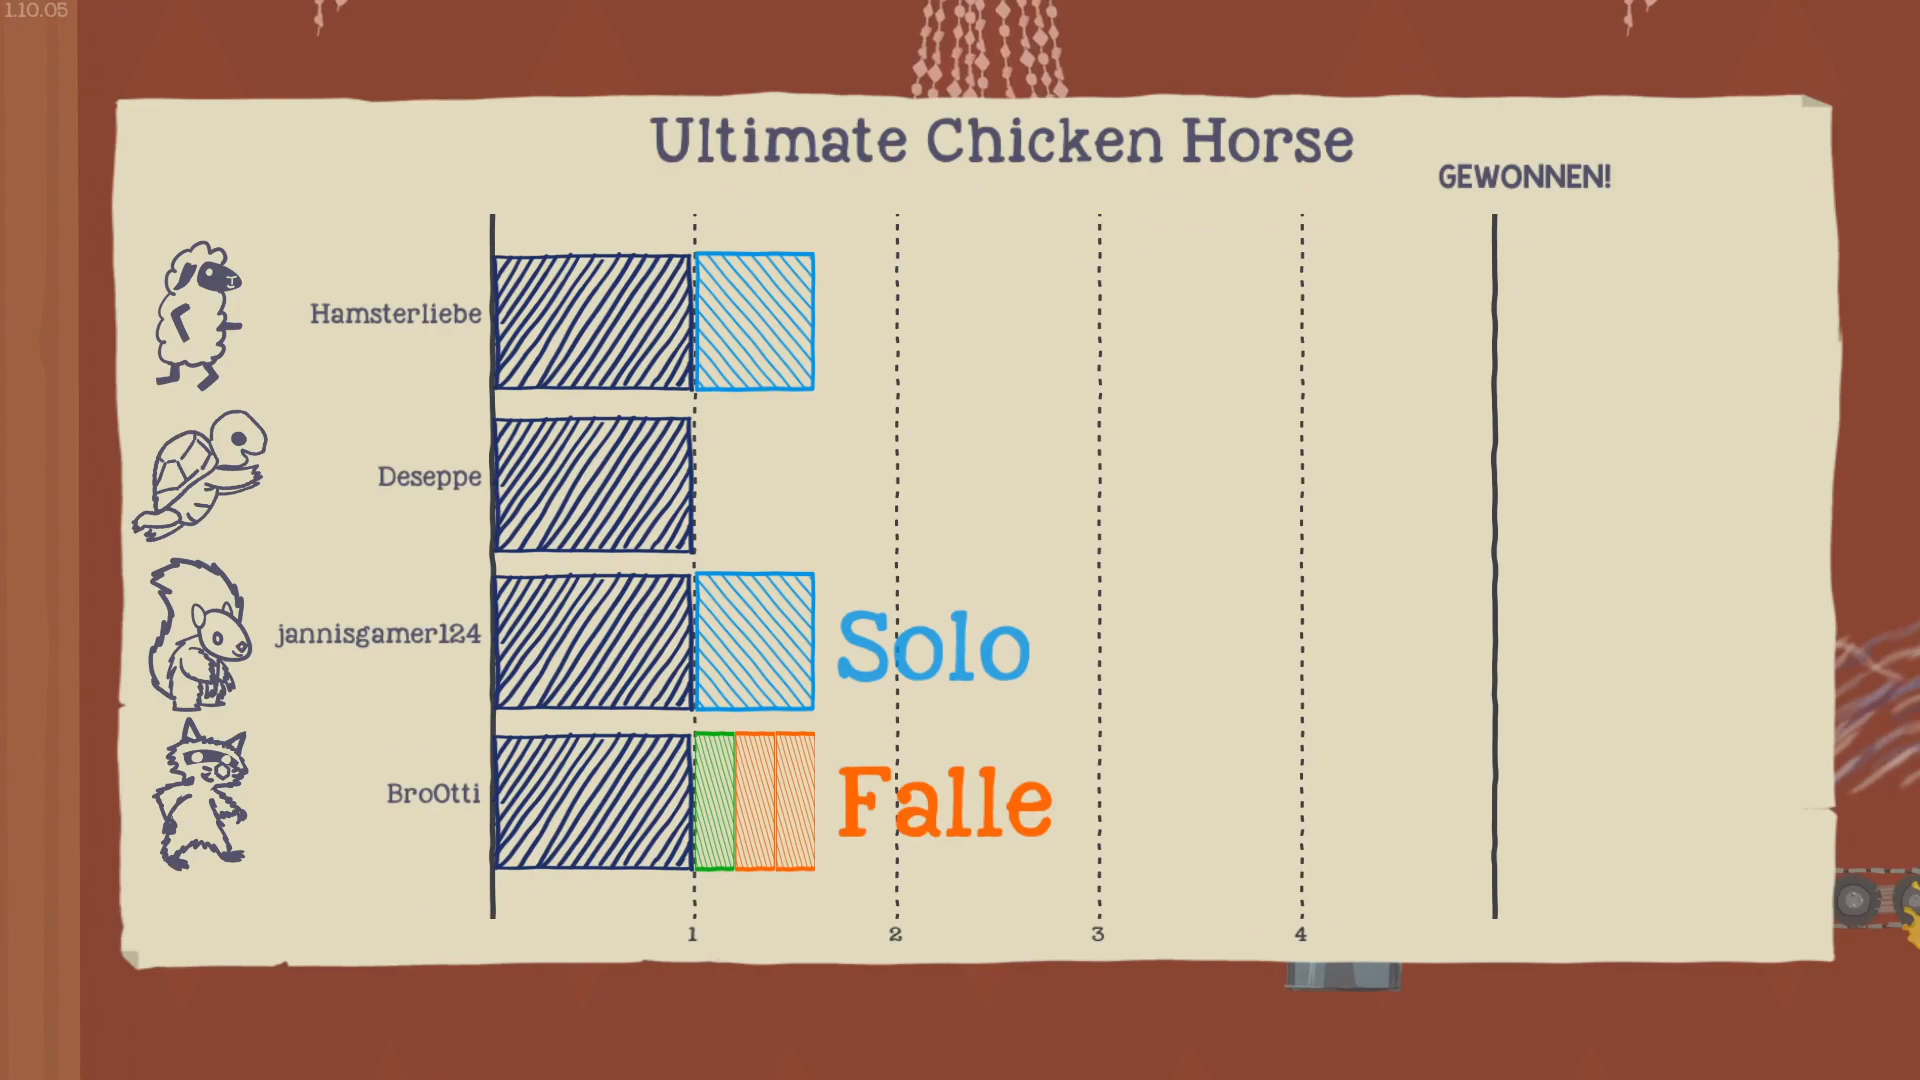 1.10.05
Ultimate Chicken Horse
GEWONNEN!
Hamsterliebe
Deseppe
jannisgamer124
Solo
BroOtti
Falle
1 2 3 4